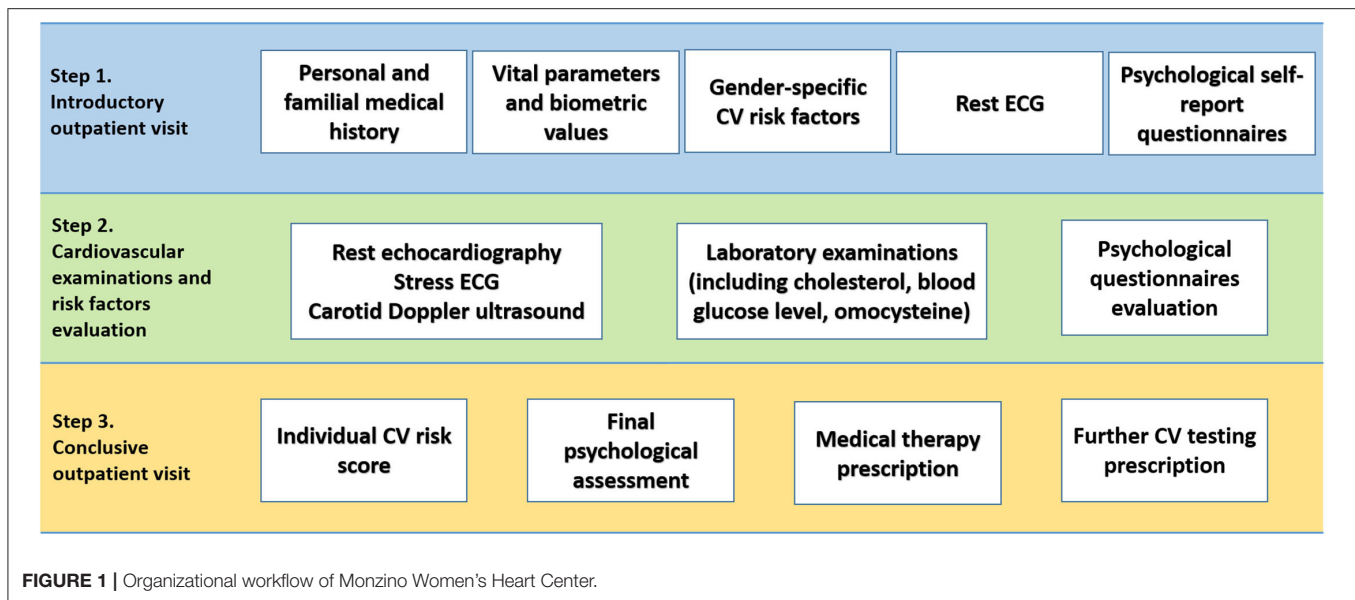 Step 1.
Introductory
outpatient visit
Personal and
familial medical
history
Vital parameters
and biometric
values
Gender-specific
CV risk factors
Rest ECG
Psychological self-
report
questionnaires
Step 2.
Cardiovascular
examinations and
risk factors
evaluation
Rest echocardiography
Stress ECG
Carotid Doppler ultrasound
Laboratory examinations
(including cholesterol, blood
glucose level, omocysteine)
Psychological
questionnaires
evaluation
Step 3.
Conclusive
outpatient visit
Individual CV risk
score
Final
psychological
assessment
Medical therapy
prescription
Further CV testing
prescription
FIGURE 1 | Organizational workflow of Monzino Women's Heart Center.